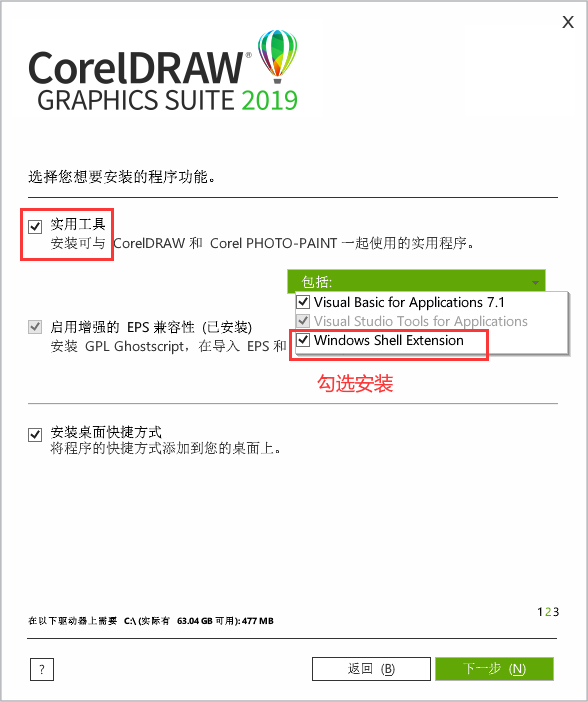 X
CorelDRAW®
GRAPHICS SUITE 2019
选择您想要安装的程序功能。
实用工具
安装可与 CorelDRAW 和 Corel PHOTO-PAINT 一起使用的实用程序。
包括:
Visual Basic for Applications 7.1
Visual Studio Tools for Applications
Windows Shell Extension
启用增强的 EPS 兼容性 (已安装)
安装 GPL Ghostscript，在导入 EPS 和
勾选安装
安装桌面快捷方式
将程序的快捷方式添加到您的桌面上。
1 2 3
在以下驱动器上需要 C:\ (实际有 63.04 GB 可用): 477 MB
?
返回 (B)
下一步 (N)